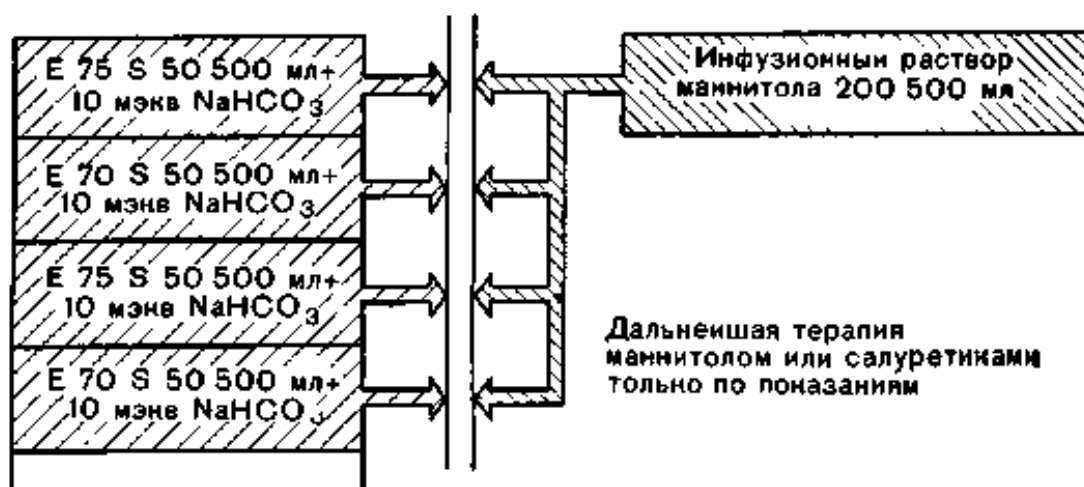 E 75 S 50 500 мл+
10 мэкв NaHCO3
E 70 S 50 500 мл+
10 мэкв NaHCO3
E 75 S 50 500 мл+
10 мэкв NaHCO3
E 70 S 50 500 мл+
10 мэкв NaHCO3
Инфузионныи раствор
маннитола 200 500 мл
Дальнеишая терапия
маннитолом или салуретиками
только по показаниям